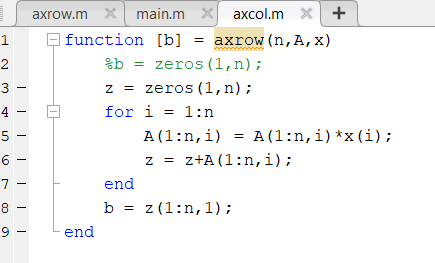 axrow.m × main.m × axcol.m × +
1 function [b] = axrow(n,A,x)
2 %b = zeros(1,n);
3 – z = zeros(1,n);
4 – for i = 1:n
5 – A(1:n,i) = A(1:n,i)*x(i);
6 – z = z+A(1:n,i);
7 – end
8 – b = z(1:n,1);
9 – end